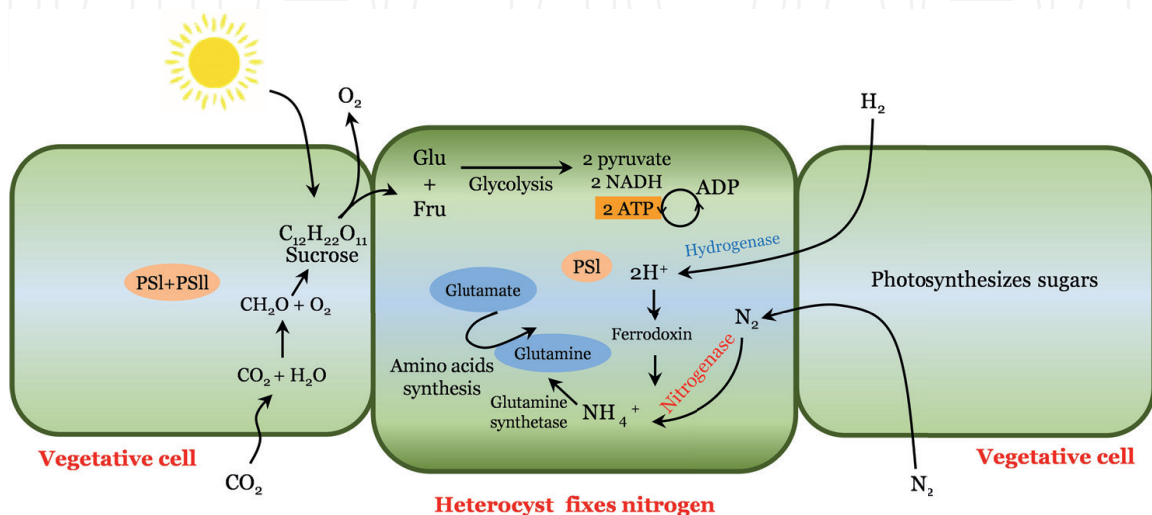 O₂
H₂
Glu
+
Fru
Glycolysis
2 pyruvate
2 NADH
2 ATP
ADP
C₁₂H₂₂O₁₁
Sucrose
PSl+PSll
CH₂O + O₂
CO₂ + H₂O
CO₂
Vegetative cell
PSl
Hydrogenase
2H⁺
Glutamate
Ferrodoxin
N₂
Glutamine
Amino acids
synthesis
Nitrogenase
Glutamine
synthetase
NH₄⁺
Heterocyst fixes nitrogen
Photosynthesizes sugars
Vegetative cell
N₂